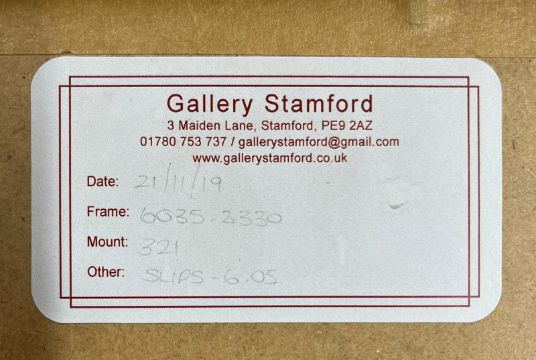 Gallery Stamford
3 Maiden Lane, Stamford, PE9 2AZ
01780 753 737 / gallerystamford@gmail.com
www.gallerystamford.co.uk
Date: 21/11/19
Frame: 6035.2330
Mount: 321
Other: SLIPS - 6.05